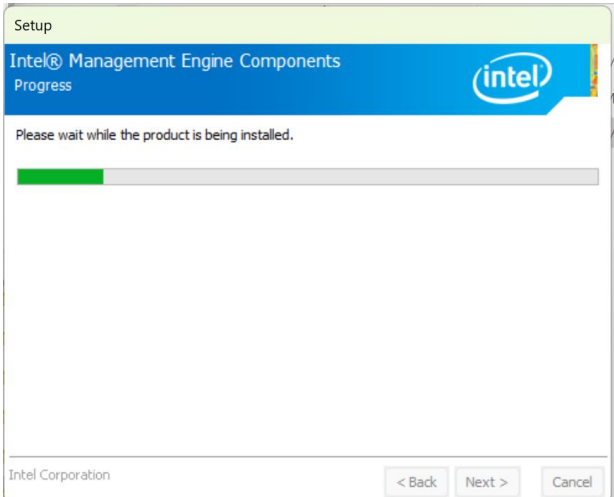 Setup
Intel® Management Engine Components
Progress
intel
Please wait while the product is being installed.
Intel Corporation
< Back
Next >
Cancel